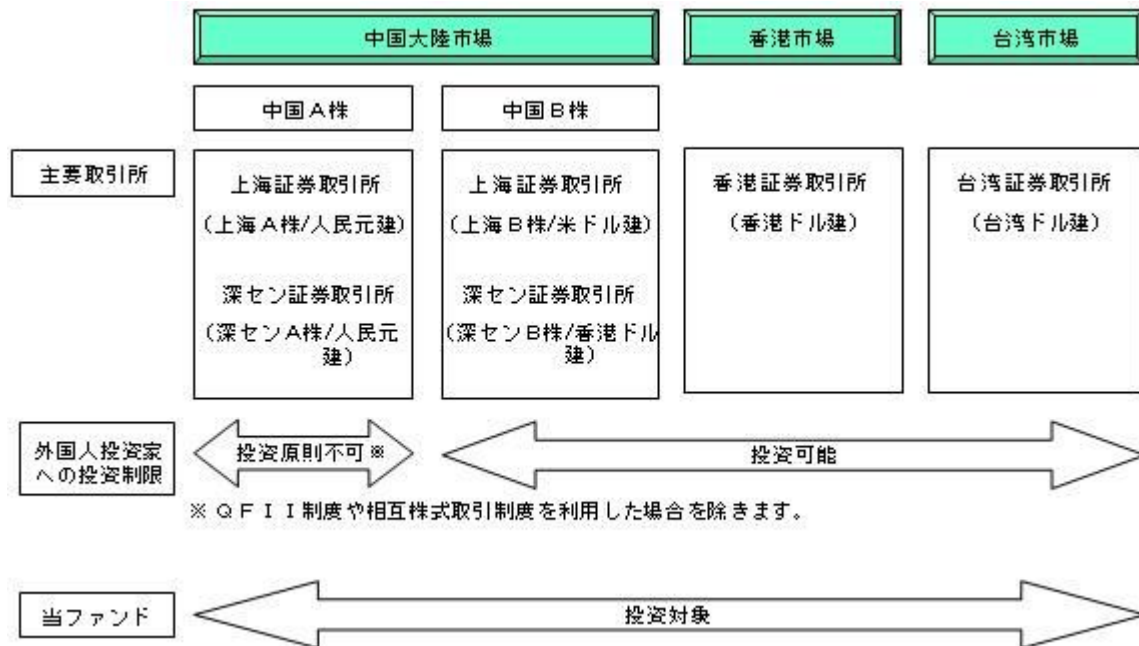 中国大陸市場
香港市場
台湾市場
中国A株
中国B株
主要取引所
上海証券取引所
(上海A株/人民元建)
深セン証券取引所
(深センA株/人民元
建)
上海証券取引所
(上海B株/米ドル建)
深セン証券取引所
(深センB株/香港ドル
建)
香港証券取引所
(香港ドル建)
台湾証券取引所
(台湾ドル建)
外国人投資家
への投資制限
投資原則不可※
投資可能
※QFII制度や相互株式取引制度を利用した場合を除きます。
当ファンド
投資対象